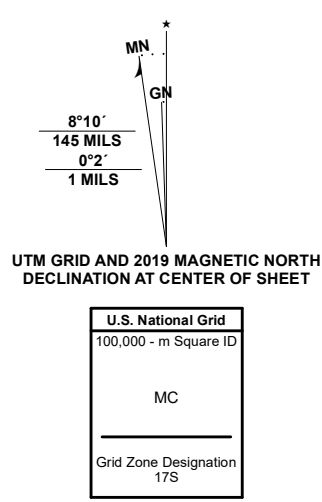 MN
GN
8°10´
145 MILS
0°2´
1 MILS
UTM GRID AND 2019 MAGNETIC NORTH
DECLINATION AT CENTER OF SHEET
U.S. National Grid
100,000 - m Square ID
MC
Grid Zone Designation
17S